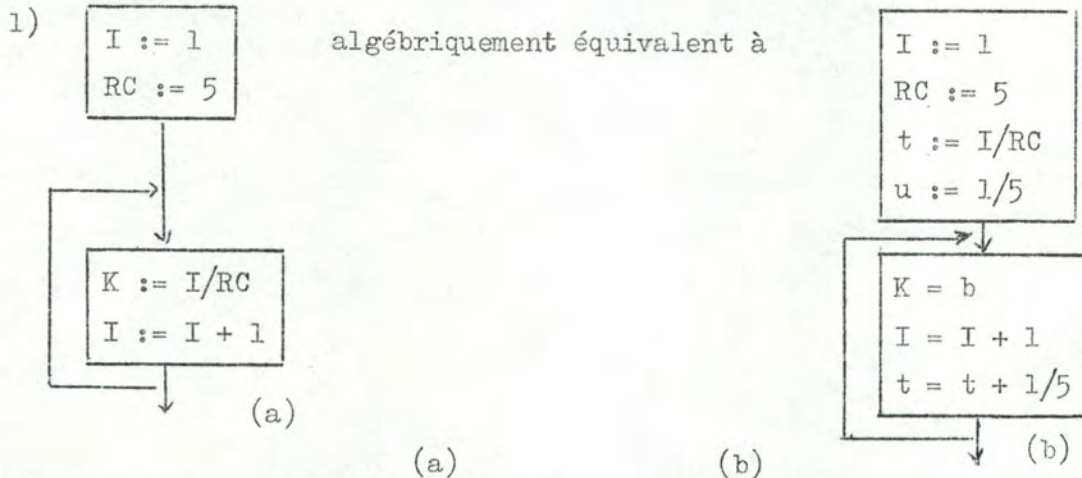 1)
I := 1
RC := 5
K := I/RC
I := I + 1
(a)
algébriquement équivalent à
I := 1
RC := 5
t := I/RC
u := 1/5
K = b
I = I + 1
t = t + 1/5
(b)
(a) (b)